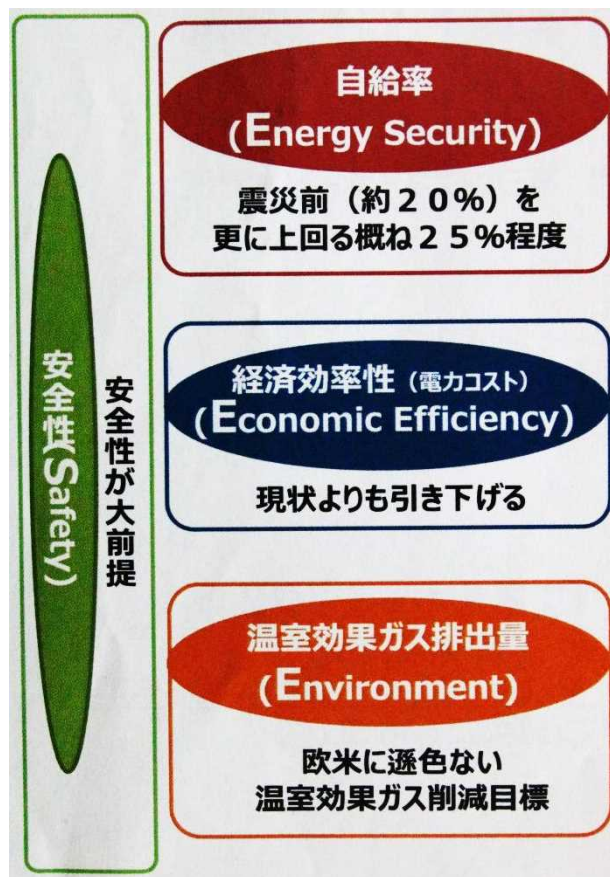 安全性(Safety)
安全性が大前提
自給率
(Energy Security)
震災前（約２０％）を
更に上回る概ね２５％程度
経済効率性（電力コスト）
(Economic Efficiency)
現状よりも引き下げる
温室効果ガス排出量
(Environment)
欧米に遜色ない
温室効果ガス削減目標